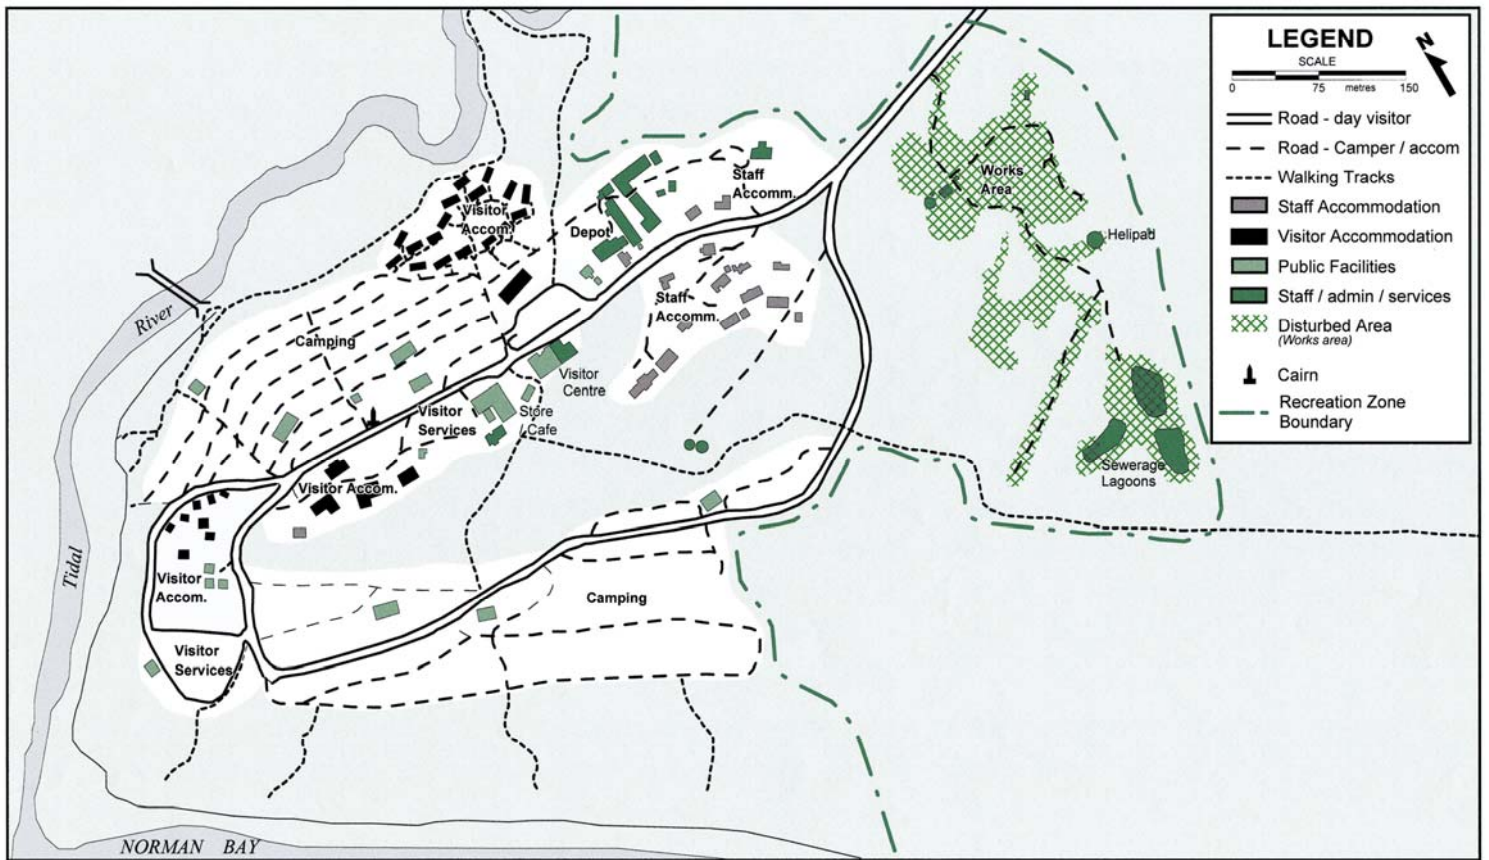 LEGEND
N
SCALE
0 75 metres 150
Road - day visitor
Road - Camper / accom
Walking Tracks
Staff Accommodation
Visitor Accommodation
Public Facilities
Staff / admin / services
Disturbed Area
(Works area)
Cairn
Recreation Zone
Boundary
Staff
Accomm.
Works
Area
Visitor
Accom.
Depot
Helipad
Staff
Accomm.
River
Camping
Visitor
Centre
Visitor
Services
Store
/ Cafe
Sewerage
Lagoons
Visitor Accom.
Tidal
Visitor
Accom.
Camping
Visitor
Services
NORMAN BAY